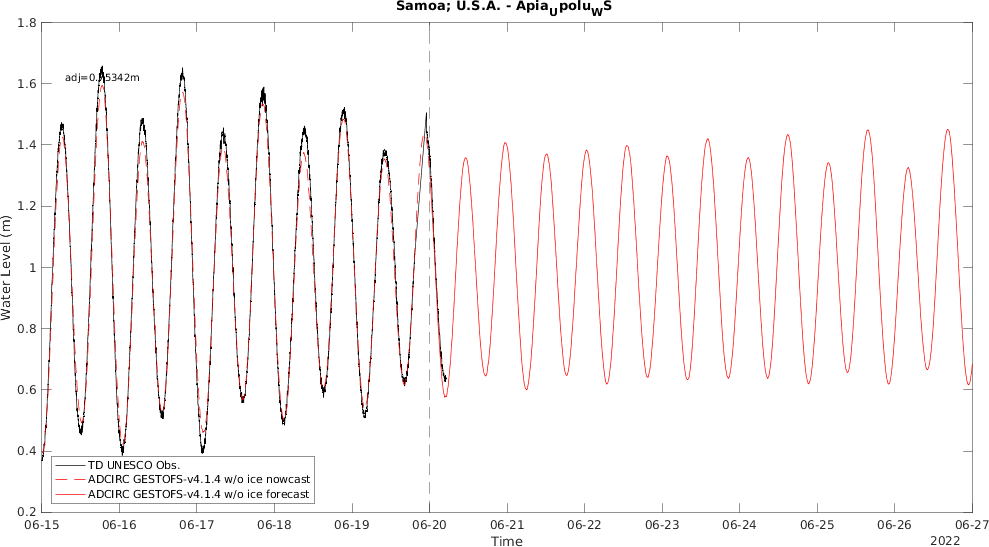 Samoa; U.S.A. - ApiaUpoluWS
1.8
1.6
1.4
1.2
1
0.8
0.6
0.4
0.2
Water Level (m)
TD UNESCO Obs.
ADCIRC GESTOFS-v4.1.4 w/o ice nowcast
ADCIRC GESTOFS-v4.1.4 w/o ice forecast
06-15 06-16 06-17 06-18 06-19 06-20 06-21 06-22 06-23 06-24 06-25 06-26 06-27
Time
2022